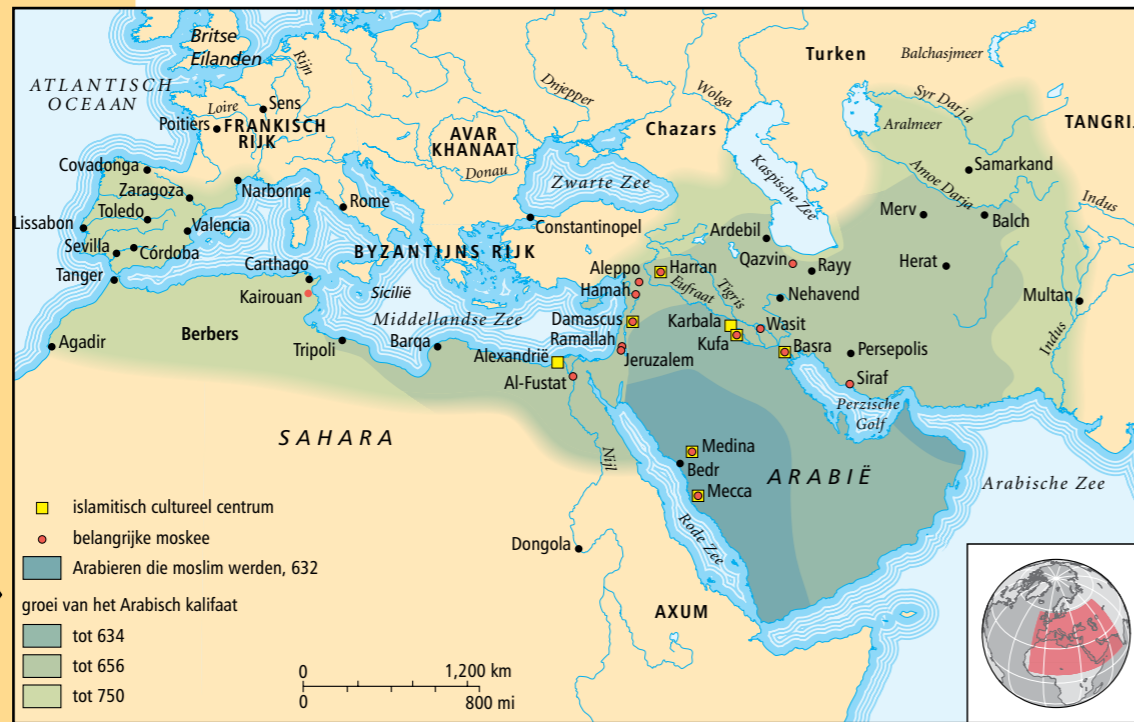 Britse
Eilanden
Rijn
Turken
Balchasjmeer
ATLANTISCH
OCEAAN
Dnjepper
Wolga
Syr Darja
Loire
Sens
Poitiers
FRANKISCH
RIJK
AVAR
KHANAAT
Chazars
Aralmeer
TANGRIJ
Covadonga
Donau
Samarkand
Zaragoza
Narbonne
Zwarte Zee
Kaspische Zee
Amoe Darja
Indus
Toledo
Rome
Merv
Balch
Lissabon
Valencia
Constantinopel
Ardebil
Sevilla
Córdoba
BYZANTIJNS RIJK
Qazvin
Rayy
Herat
Tanger
Carthago
Aleppo
Harran
Kairouan
Sicilië
Hamah
Eufraat
Tigris
Nehavend
Multan
Middellandse Zee
Damascus
Karbala
Wasit
Indus
Berbers
Ramallah
Kufa
Basra
Persepolis
Agadir
Tripoli
Barqa
Alexandrië
Jeruzalem
Al-Fustat
Siraf
Perzische
Golf
SAHARA
Nijl
Medina
Bedr
ARABIË
Arabische Zee
Mecca
Rode Zee
Dongola
AXUM
islamitisch cultureel centrum
belangrijke moskee
Arabieren die moslim werden, 632
groei van het Arabisch kalifaat
tot 634
tot 656
tot 750
0 1,200 km
0 800 mi